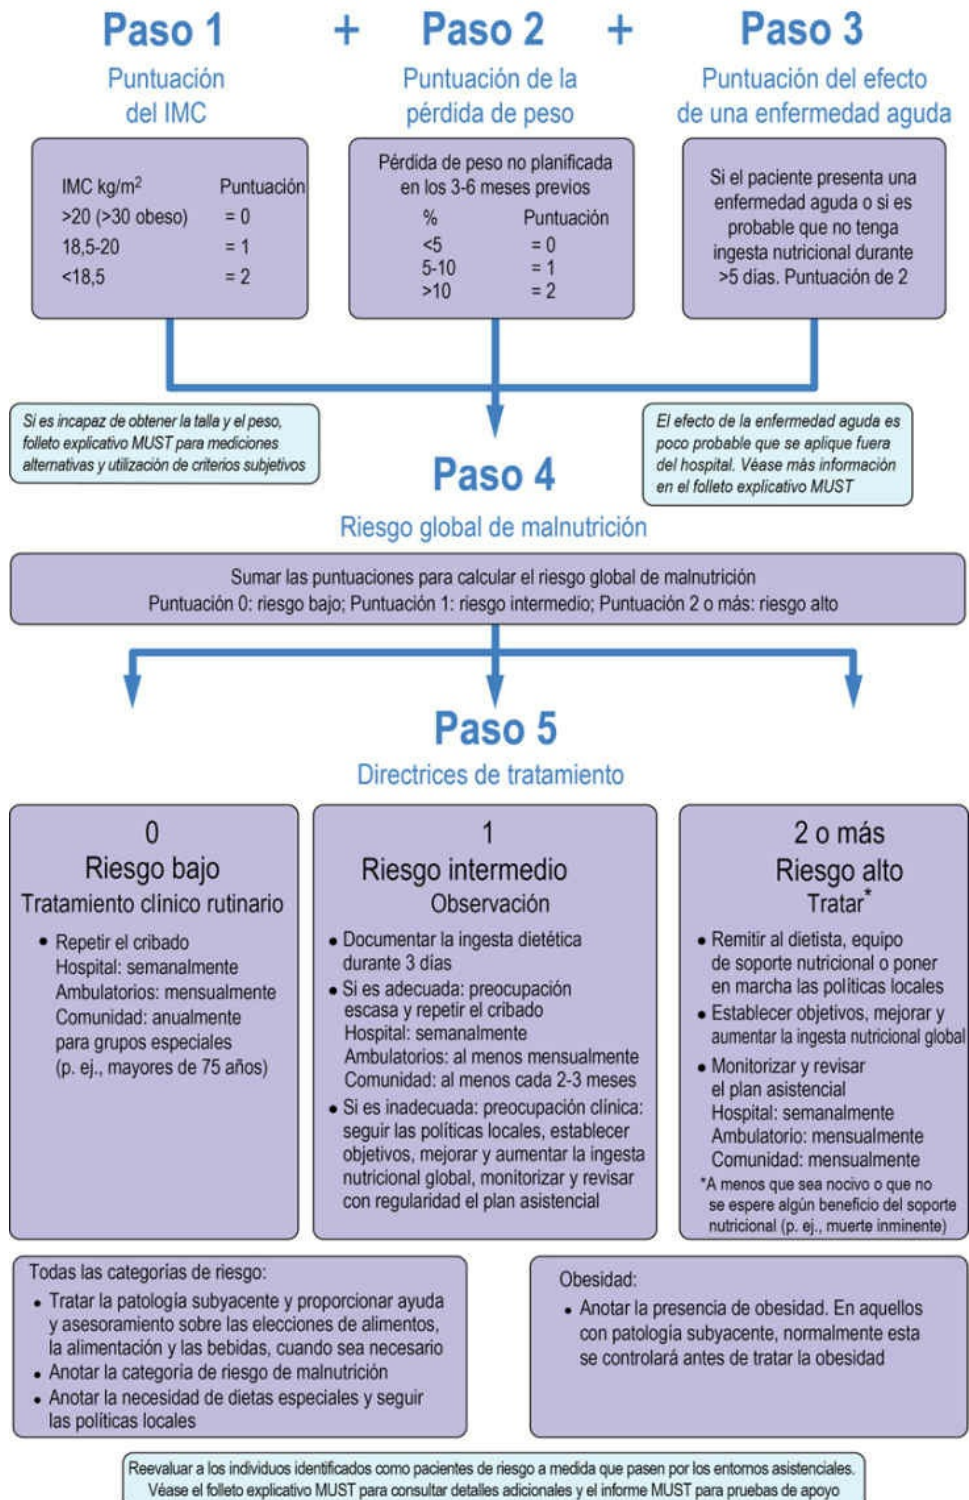 Paso 1 + Paso 2 + Paso 3
Puntuación
del IMC
Puntuación de la
pérdida de peso
Puntuación del efecto
de una enfermedad aguda
IMC kg/m² Puntuación
>20 (>30 obeso) = 0
18,5-20 = 1
<18,5 = 2
Pérdida de peso no planificada
en los 3-6 meses previos
% Puntuación
<5 = 0
5-10 = 1
>10 = 2
Si el paciente presenta una
enfermedad aguda o si es
probable que no tenga
ingesta nutricional durante
>5 días. Puntuación de 2
Si es incapaz de obtener la talla y el peso,
folleto explicativo MUST para mediciones
alternativas y utilización de criterios subjetivos
El efecto de la enfermedad aguda es
poco probable que se aplique fuera
del hospital. Véase más información
en el folleto explicativo MUST
Paso 4
Riesgo global de malnutrición
Sumar las puntuaciones para calcular el riesgo global de malnutrición
Puntuación 0: riesgo bajo; Puntuación 1: riesgo intermedio; Puntuación 2 o más: riesgo alto
Paso 5
Directrices de tratamiento
0
Riesgo bajo
Tratamiento clínico rutinario
• Repetir el cribado
Hospital: semanalmente
Ambulatorios: mensualmente
Comunidad: anualmente
para grupos especiales
(p. ej., mayores de 75 años)
1
Riesgo intermedio
Observación
• Documentar la ingesta dietética
durante 3 días
• Si es adecuada: preocupación
escasa y repetir el cribado
Hospital: semanalmente
Ambulatorios: al menos mensualmente
Comunidad: al menos cada 2-3 meses
• Si es inadecuada: preocupación clínica:
seguir las políticas locales, establecer
objetivos, mejorar y aumentar la ingesta
nutricional global, monitorizar y revisar
con regularidad el plan asistencial
2 o más
Riesgo alto
Tratar*
• Remitir al dietista, equipo
de soporte nutricional o poner
en marcha las políticas locales
• Establecer objetivos, mejorar y
aumentar la ingesta nutricional global
• Monitorizar y revisar
el plan asistencial
Hospital: semanalmente
Ambulatorio: mensualmente
Comunidad: mensualmente
*A menos que sea nocivo o que no
se espere algún beneficio del soporte
nutricional (p. ej., muerte inminente)
Todas las categorías de riesgo:
• Tratar la patología subyacente y proporcionar ayuda
y asesoramiento sobre las elecciones de alimentos,
la alimentación y las bebidas, cuando sea necesario
• Anotar la categoría de riesgo de malnutrición
• Anotar la necesidad de dietas especiales y seguir
las políticas locales
Obesidad:
• Anotar la presencia de obesidad. En aquellos
con patología subyacente, normalmente esta
se controlará antes de tratar la obesidad
Reevaluar a los individuos identificados como pacientes de riesgo a medida que pasen por los entornos asistenciales.
Véase el folleto explicativo MUST para consultar detalles adicionales y el informe MUST para pruebas de apoyo